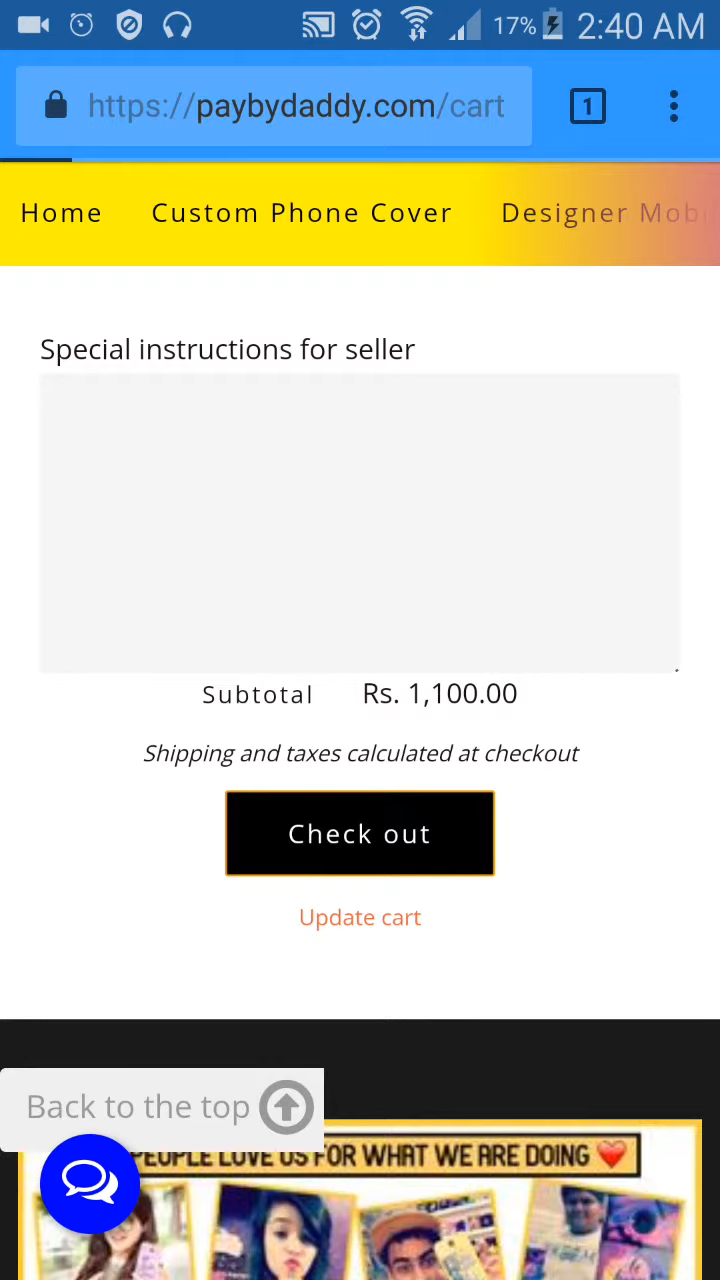 17% 2:40 AM
https://paybydaddy.com/cart 1
Home Custom Phone Cover Designer Mobi
Special instructions for seller
Subtotal Rs. 1,100.00
Shipping and taxes calculated at checkout
Check out
Update cart
Back to the top
PEOPLE LOVE US FOR WHAT WE ARE DOING